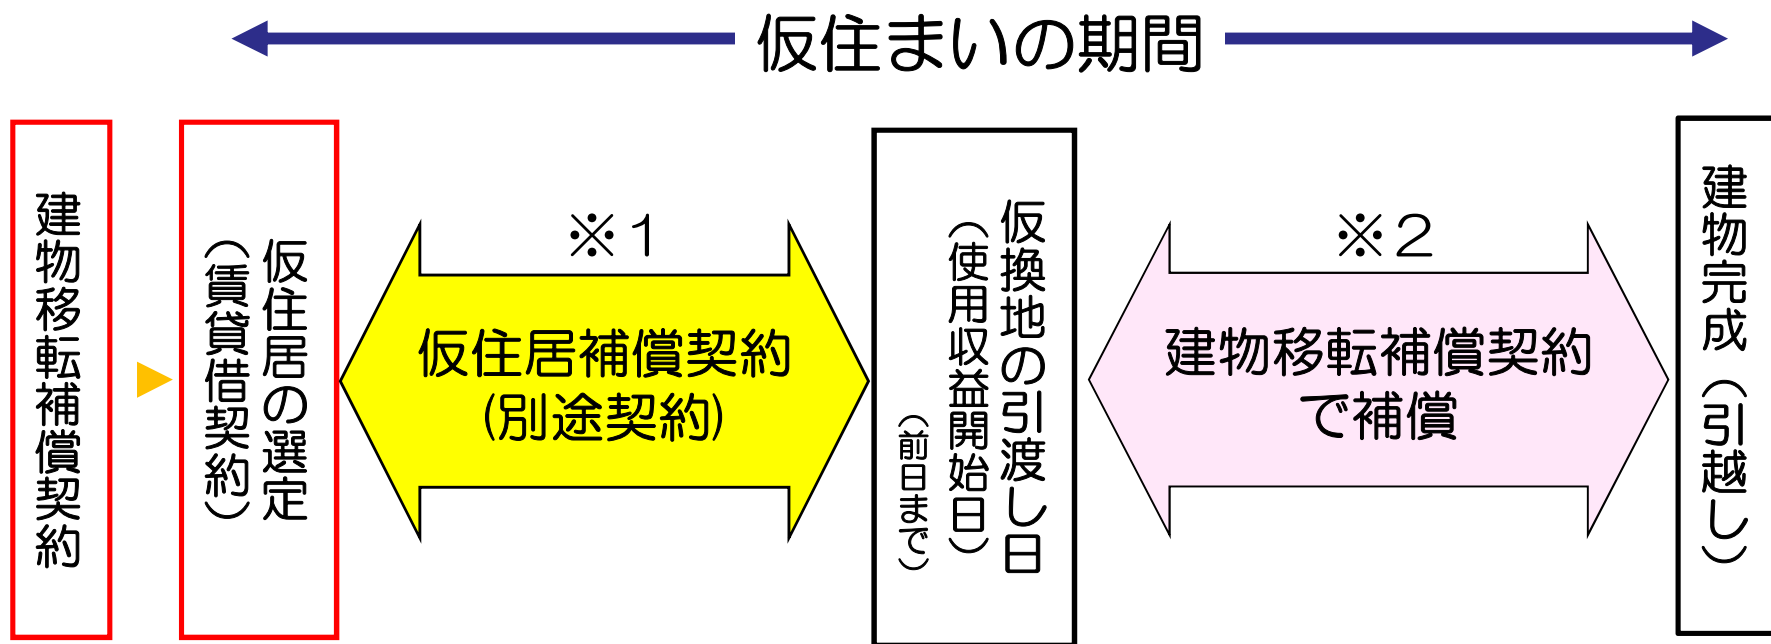 仮住まいの期間
建物移転補償契約
仮住居の選定
（賃貸借契約）
※１
仮住居補償契約
(別途契約)
仮換地の引渡し日
（使用収益開始日）
（前日まで）
※２
建物移転補償契約
で補償
建物完成（引越し）